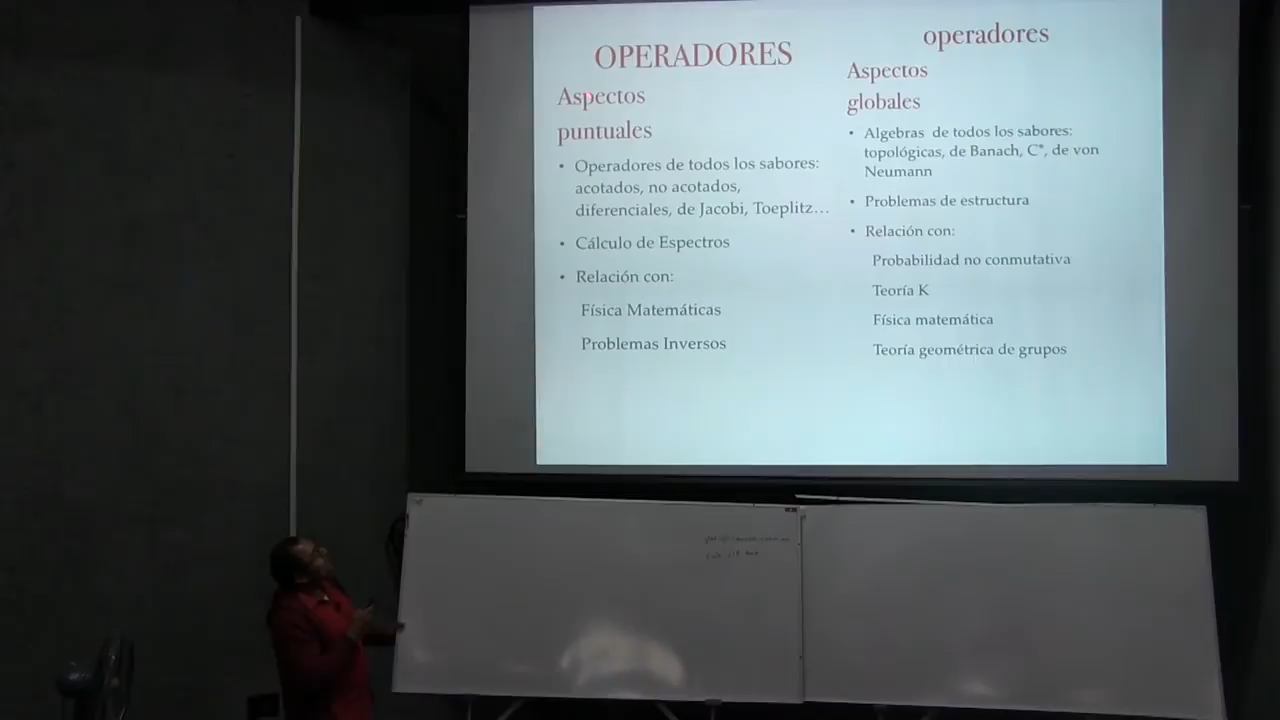 OPERADORES
Aspectos
puntuales
• Operadores de todos los sabores:
acotados, no acotados,
diferenciales, de Jacobi, Toeplitz…
• Cálculo de Espectros
• Relación con:
Física Matemáticas
Problemas Inversos
operadores
Aspectos
globales
• Algebras de todos los sabores:
topológicas, de Banach, C*, de von
Neumann
• Problemas de estructura
• Relación con:
Probabilidad no conmutativa
Teoría K
Física matemática
Teoría geométrica de grupos